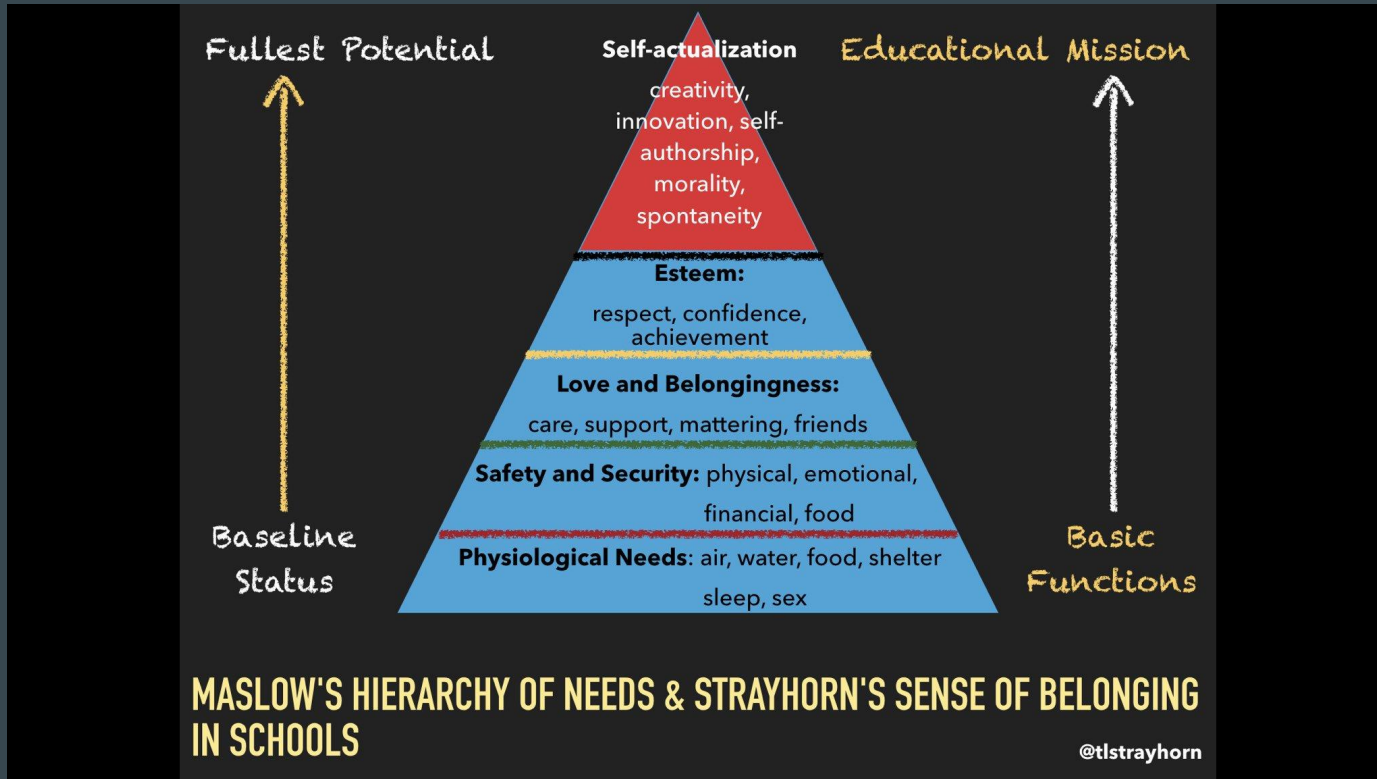 Fullest Potential
Self-actualization
Educational Mission
creativity,
innovation, self-
authorship,
morality,
spontaneity
Esteem:
respect, confidence,
achievement
Love and Belongingness:
care, support, mattering, friends
Safety and Security: physical, emotional,
financial, food
Baseline
Status
Basic
Functions
Physiological Needs: air, water, food, shelter
sleep, sex
MASLOW'S HIERARCHY OF NEEDS & STRAYHORN'S SENSE OF BELONGING
IN SCHOOLS
@tlstrayhorn